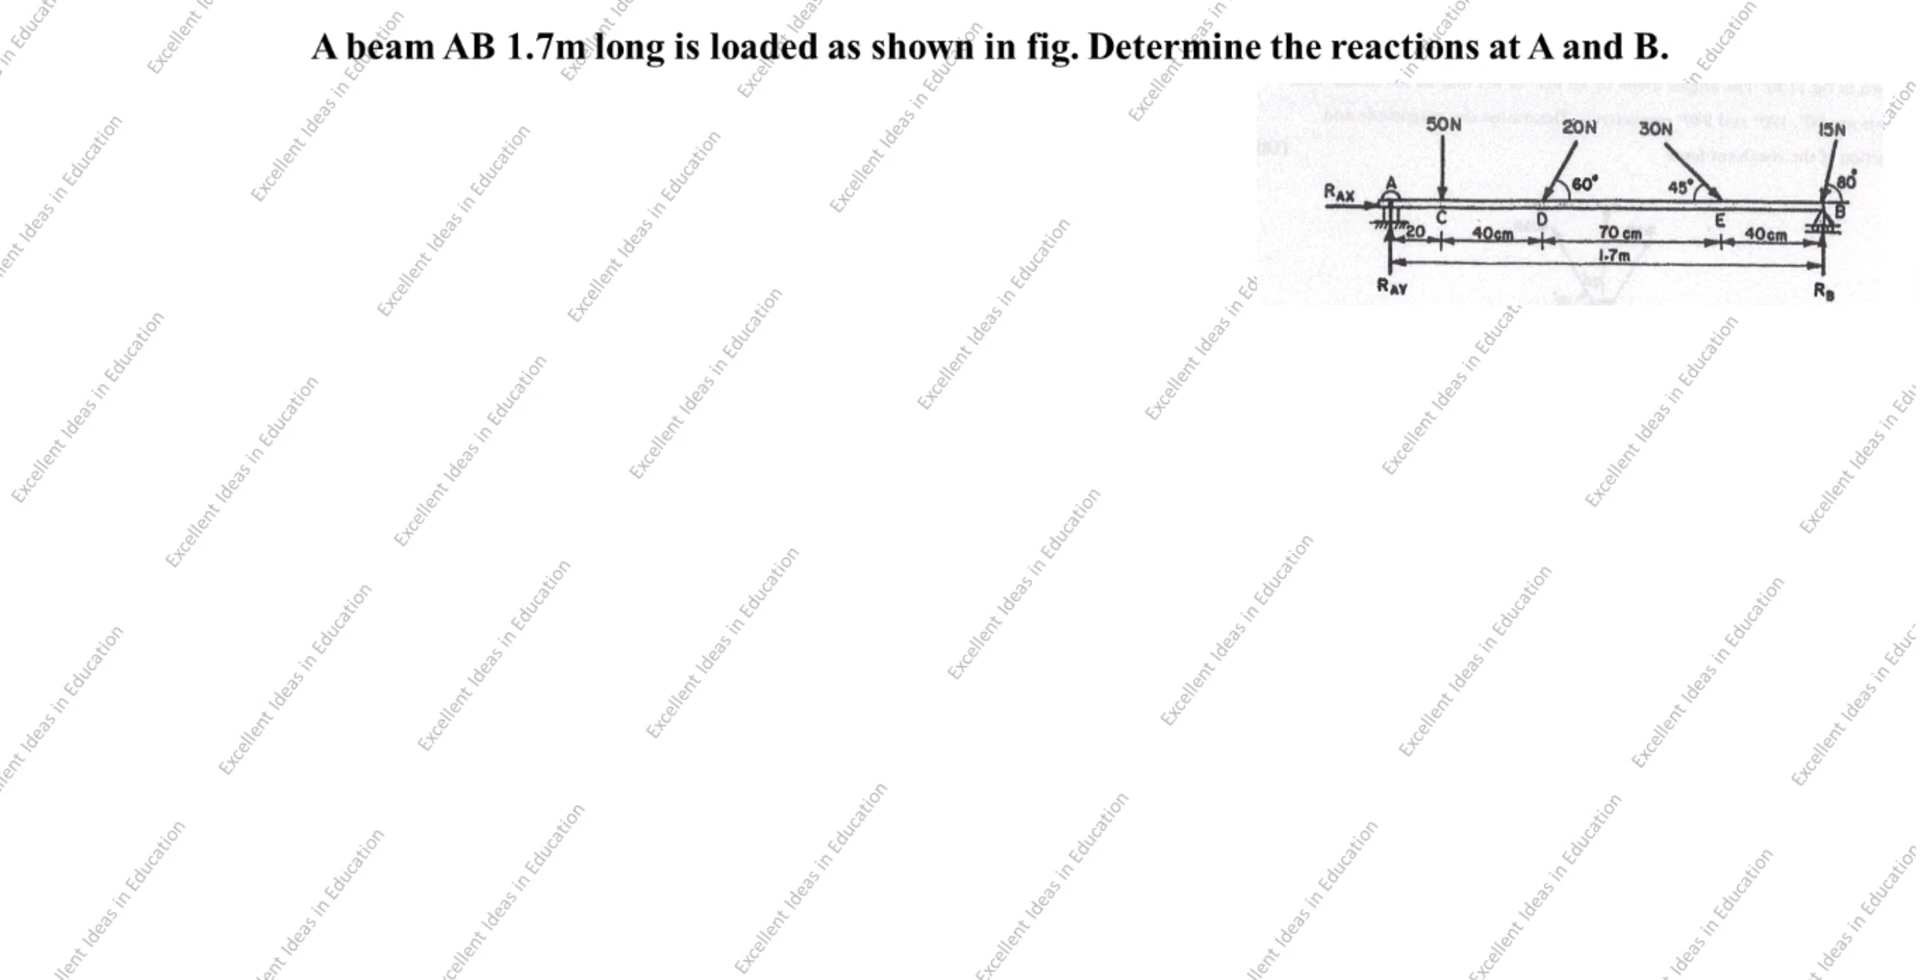 A beam AB 1.7m long is loaded as shown in fig. Determine the reactions at A and B.
50N 20N 30N 15N
RAX A 60° 45° 80°
C D E B
20 40cm 70 cm 40cm
1.7m
RAY RB
Excellent Ideas in Education